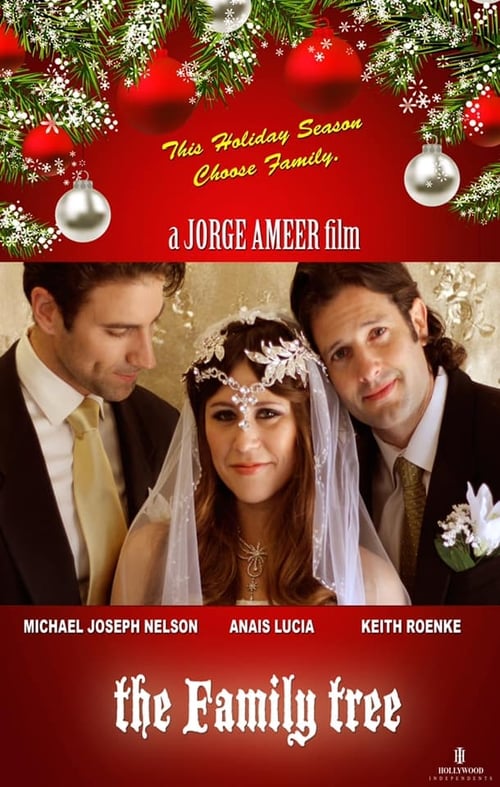 This Holiday Season
Choose Family.
a JORGE AMEER film
MICHAEL JOSEPH NELSON ANAIS LUCIA KEITH ROENKE
the Family tree
HOLLYWOOD
INDEPENDENTS